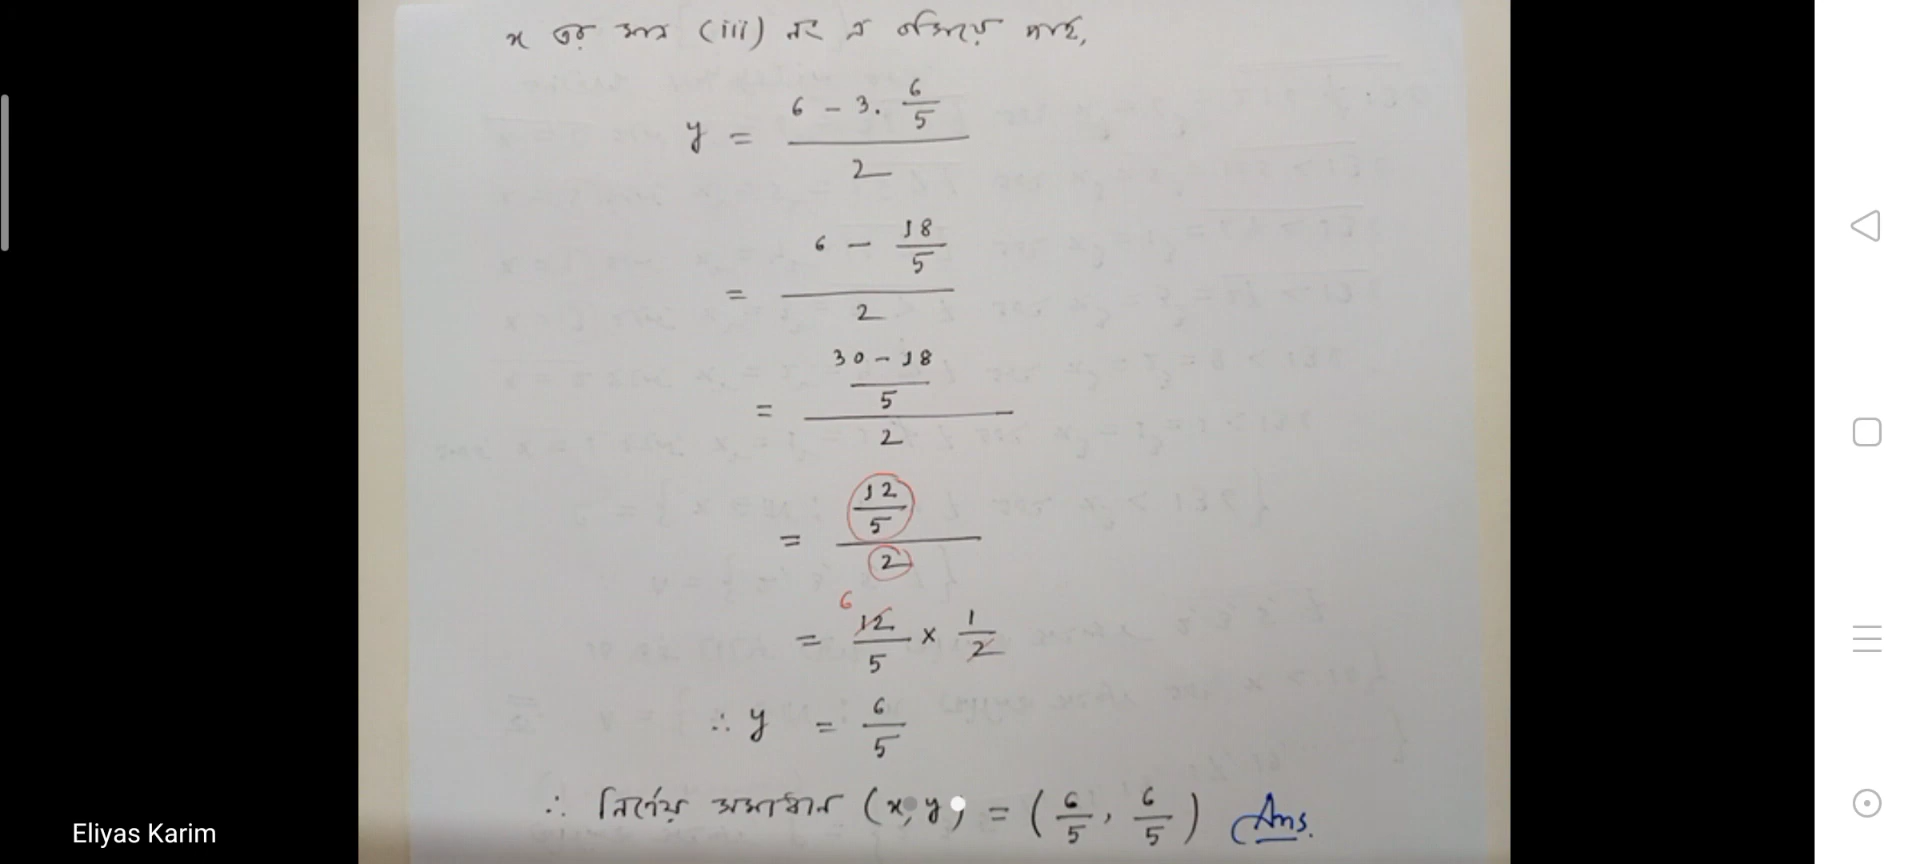 x এর মান (iii) নং এ বসিয়ে পাই,
y = (6 - 3. 6/5) / 2
= (6 - 18/5) / 2
= ((30 - 18)/5) / 2
= (12/5) / 2
6
= 12/5 × 1/2
∴ y = 6/5
∴ নির্ণেয় সমাধান (x, y) = (6/5, 6/5) Ans.
Eliyas Karim